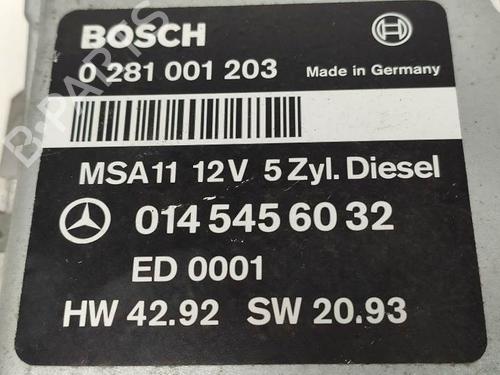 BOSCH
0 281 001 203 Made in Germany
MSA11 12V 5 Zyl. Diesel
014 545 60 32
ED 0001
HW 42.92 SW 20.93
B-PARTS